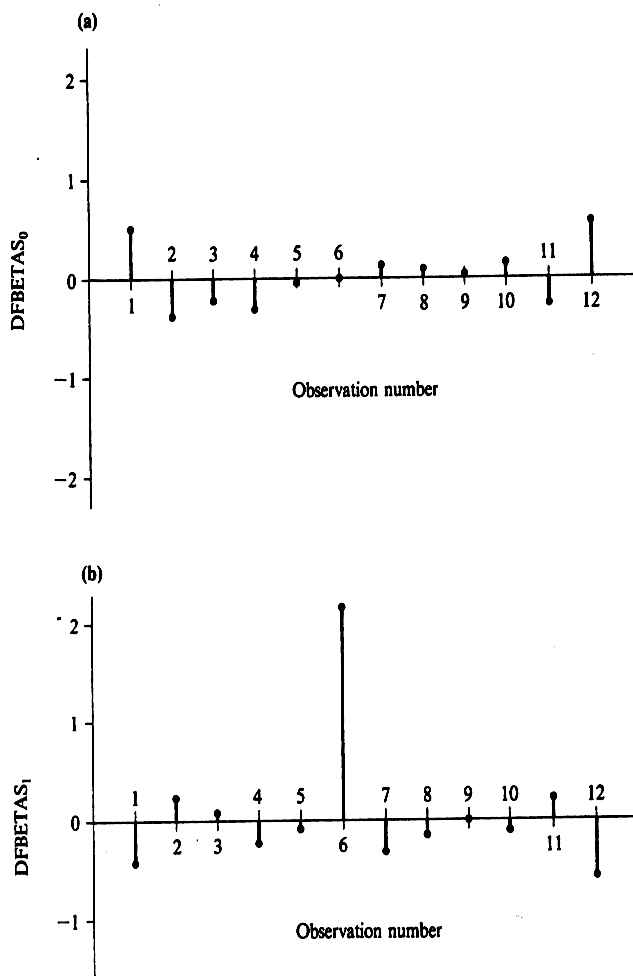 (a)
2
1
2 3 4 5 6 11
0
1 7 8 9 10 12
DFBETAS₀
−1
Observation number
−2
(b)
2
1
1 4 5 7 8 9 10 12
0
2 3 6 11
DFBETAS₁
−1
Observation number